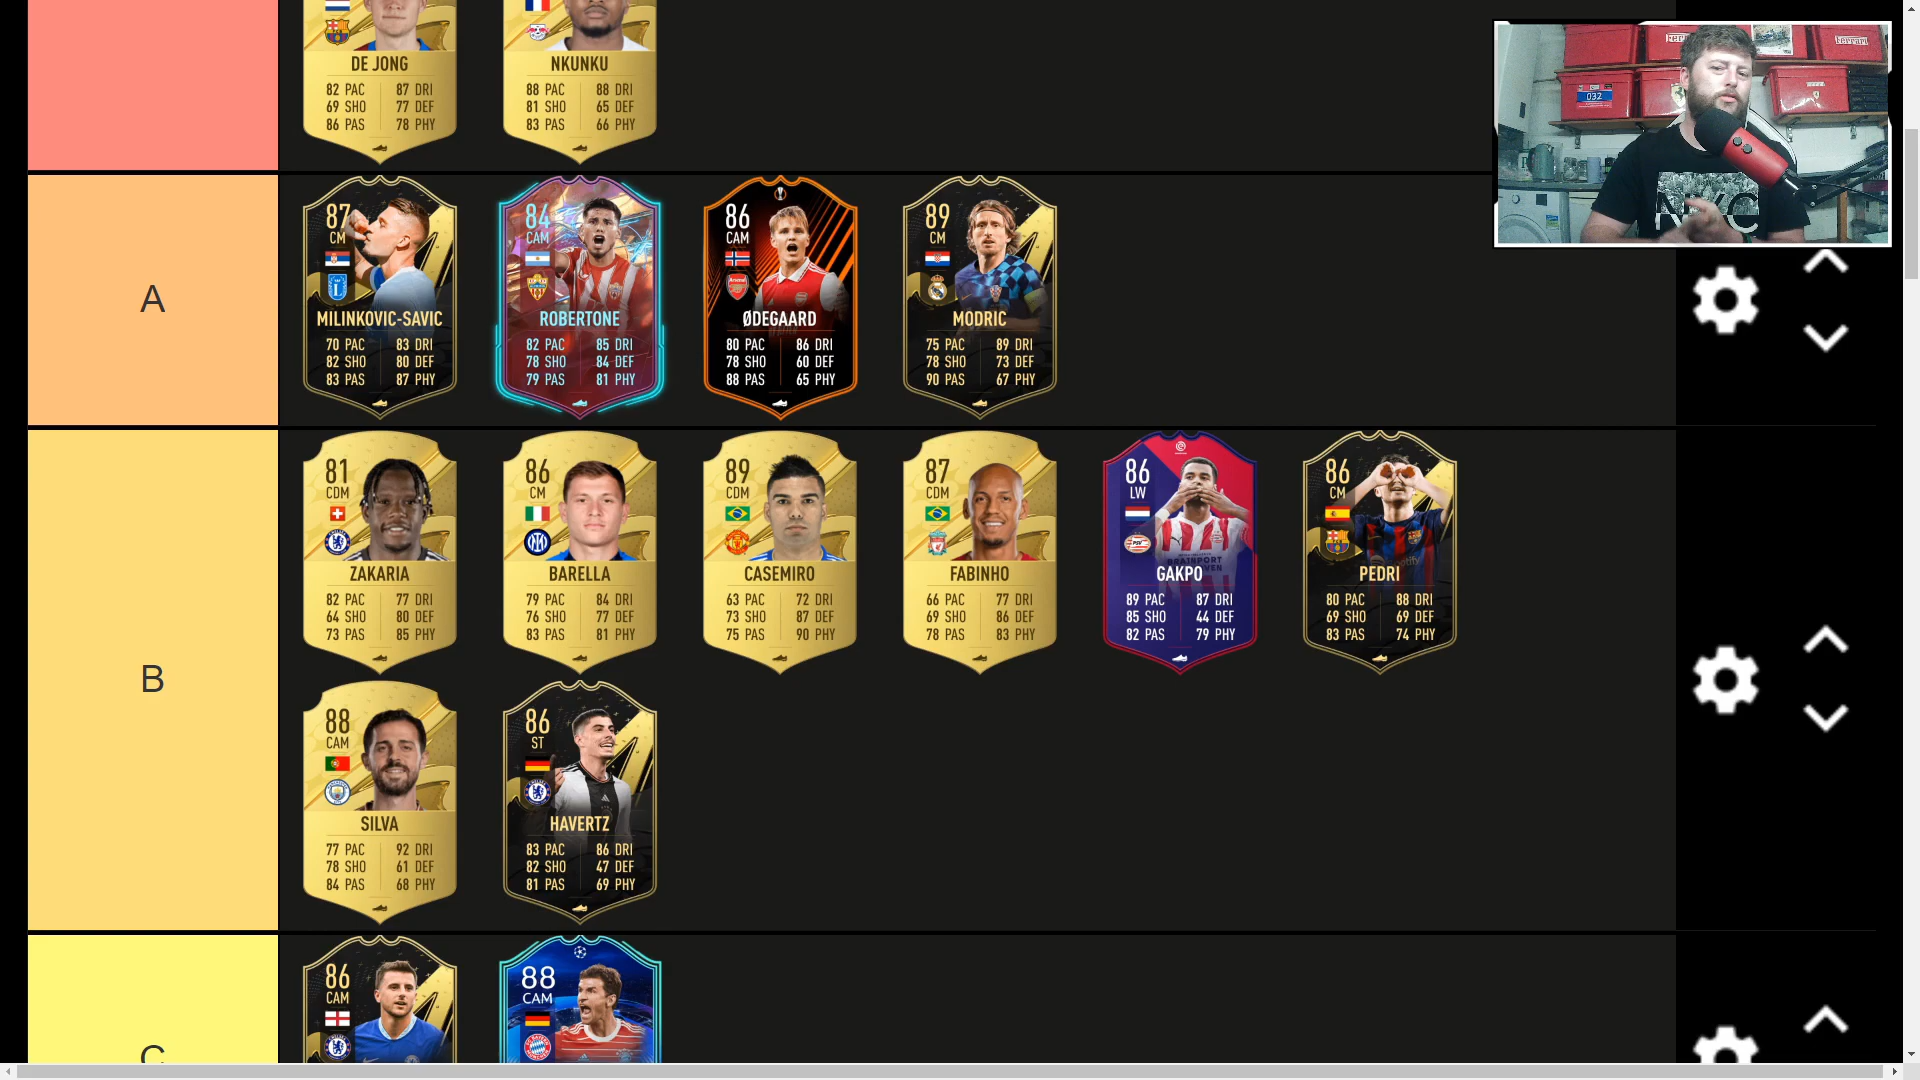 DE JONG
82 PAC 87 DRI
69 SHO 77 DEF
86 PAS 78 PHY
NKUNKU
88 PAC 88 DRI
81 SHO 65 DEF
83 PAS 66 PHY
Ferrari
032
NYC
A
87
CM
MILINKOVIC-SAVIC
70 PAC 83 DRI
82 SHO 80 DEF
83 PAS 87 PHY
84
CAM
ROBERTONE
82 PAC 85 DRI
78 SHO 84 DEF
79 PAS 81 PHY
86
CAM
Arsenal
ØDEGAARD
80 PAC 86 DRI
78 SHO 60 DEF
88 PAS 65 PHY
89
CM
MODRIC
75 PAC 89 DRI
78 SHO 73 DEF
90 PAS 67 PHY
B
81
CDM
ZAKARIA
82 PAC 77 DRI
64 SHO 80 DEF
73 PAS 85 PHY
86
CM
BARELLA
79 PAC 84 DRI
76 SHO 77 DEF
83 PAS 81 PHY
89
CDM
CASEMIRO
63 PAC 72 DRI
73 SHO 87 DEF
75 PAS 90 PHY
87
CDM
FABINHO
66 PAC 77 DRI
69 SHO 86 DEF
78 PAS 83 PHY
86
LW
PSV
GAKPO
89 PAC 87 DRI
85 SHO 44 DEF
82 PAS 79 PHY
86
CM
PEDRI
80 PAC 88 DRI
69 SHO 69 DEF
83 PAS 74 PHY
88
CAM
SILVA
77 PAC 92 DRI
78 SHO 61 DEF
84 PAS 68 PHY
86
ST
HAVERTZ
83 PAC 86 DRI
82 SHO 47 DEF
81 PAS 69 PHY
C
86
CAM
88
CAM